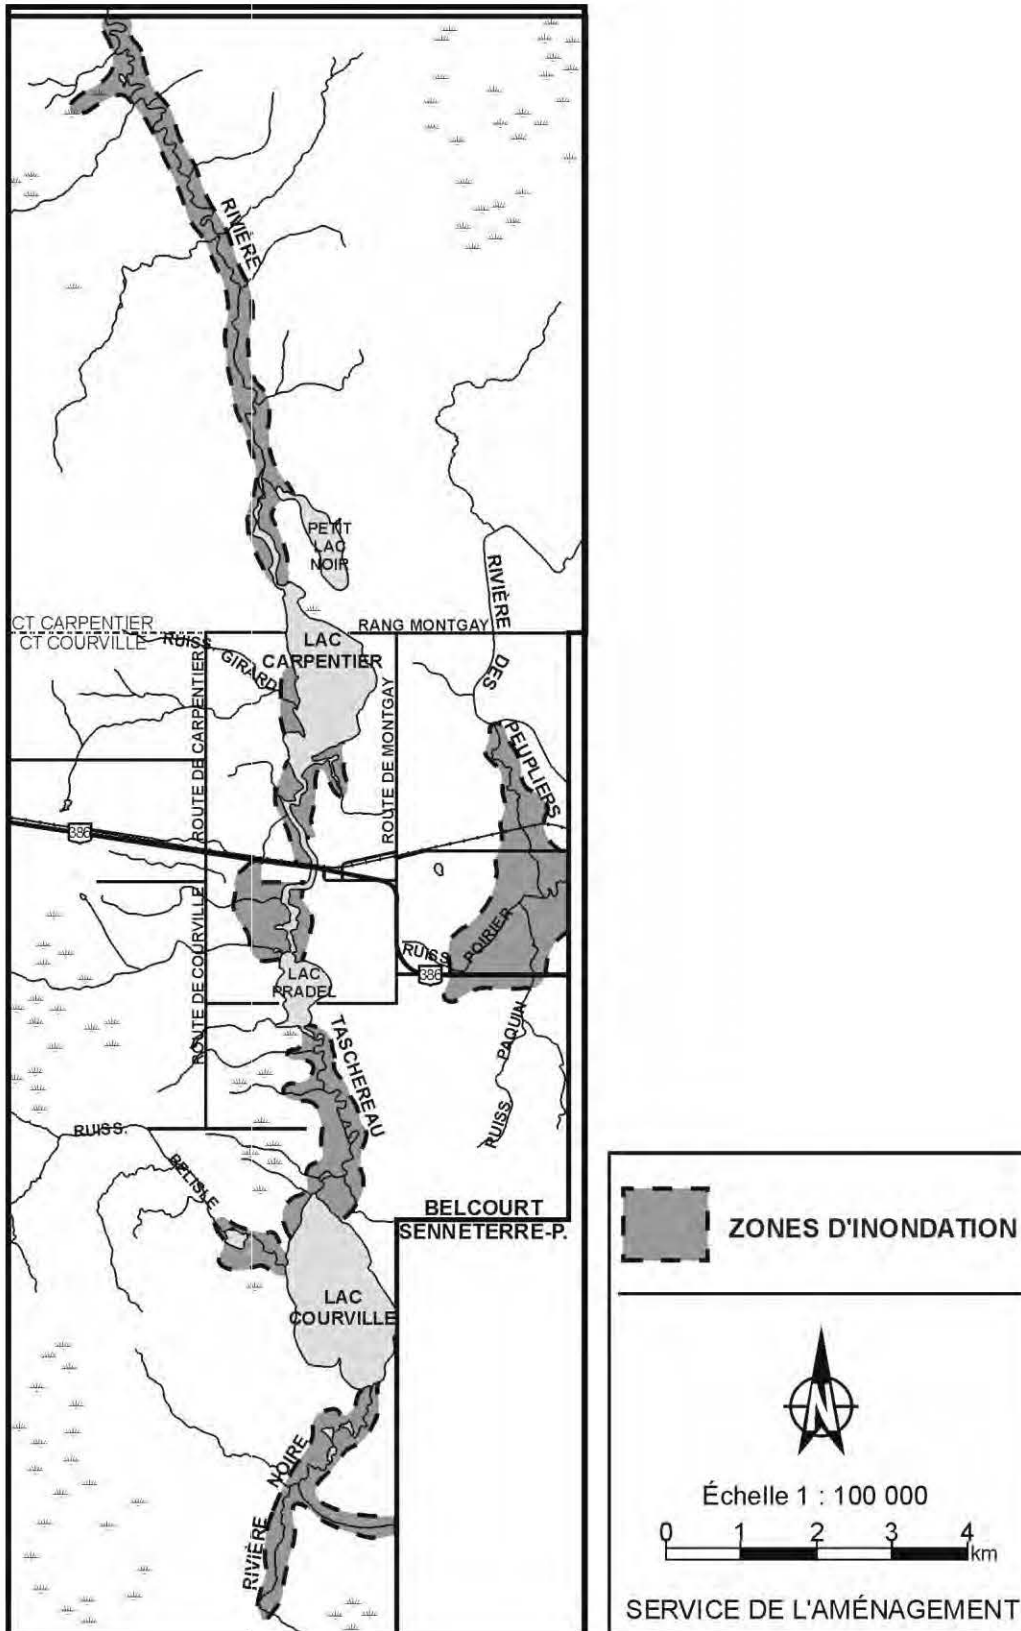 RIVIÈRE
PETIT
LAC
NOIR
RIVIÈRE
DES
PEUPLIERS
CT CARPENTIER
CT COURVILLE
RUISS. GIRARD
LAC
CARPENTIER
RANG MONTGAY
ROUTE DE CARPENTIER
ROUTE DE MONTGAY
386
ROUTE DE COURVILLE
RUISS. POIRIER
386
LAC
PRADEL
TASCHEREAU
RUISS. PAQUIN
RUISS. BELISLE
BELCOURT
SENNETERRE-P.
LAC
COURVILLE
RIVIÈRE NOIRE
ZONES D'INONDATION
N
Échelle 1 : 100 000
0 1 2 3 4
km
SERVICE DE L'AMÉNAGEMENT